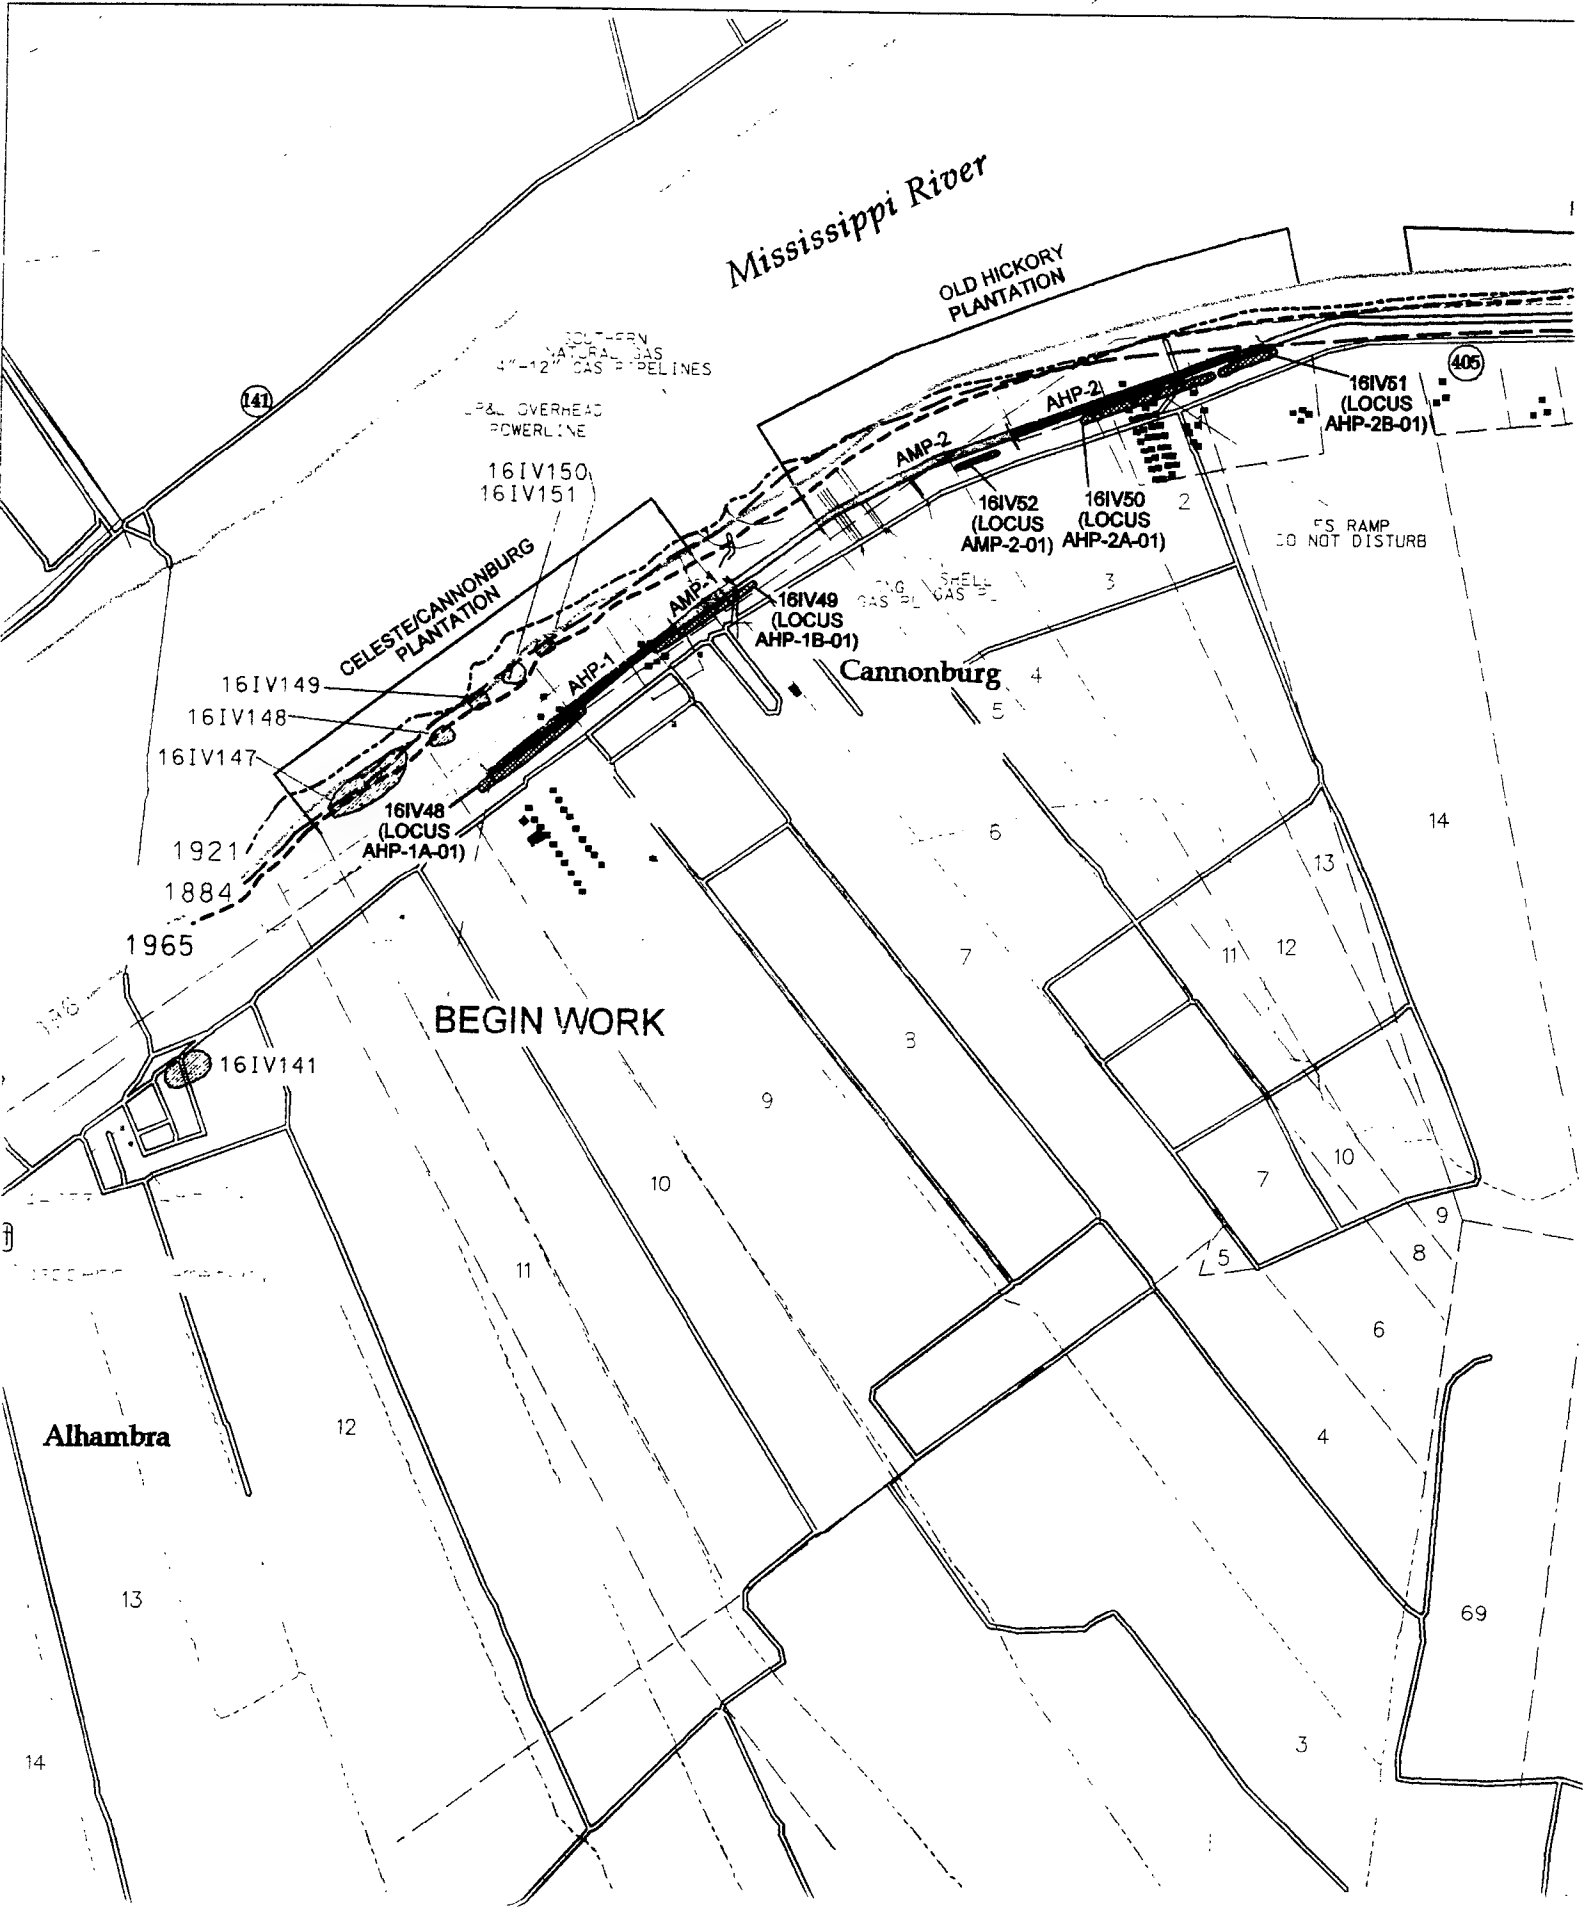 Mississippi River
OLD HICKORY
PLANTATION
NATURAL GAS
4"-12" GAS PIPELINES
OVERHEAD
POWERLINE
141
405
16IV51
(LOCUS
AHP-2B-01)
AHP-2
AMP-2
16IV150
16IV151
16IV52
(LOCUS
AMP-2-01)
16IV50
(LOCUS
AHP-2A-01)
2
RAMP
DO NOT DISTURB
CELESTE/CANNONBURG
PLANTATION
AMP-1
16IV49
(LOCUS
AHP-1B-01)
SHELL
GAS PL
GAS
3
Cannonburg
4
5
AHP-1
16IV149
16IV148
16IV147
16IV48
(LOCUS
AHP-1A-01)
1921
1884
1965
6
14
13
7
11
12
BEGIN WORK
16IV141
9
10
10
7
9
8
5
11
6
12
4
Alhambra
13
69
3
14